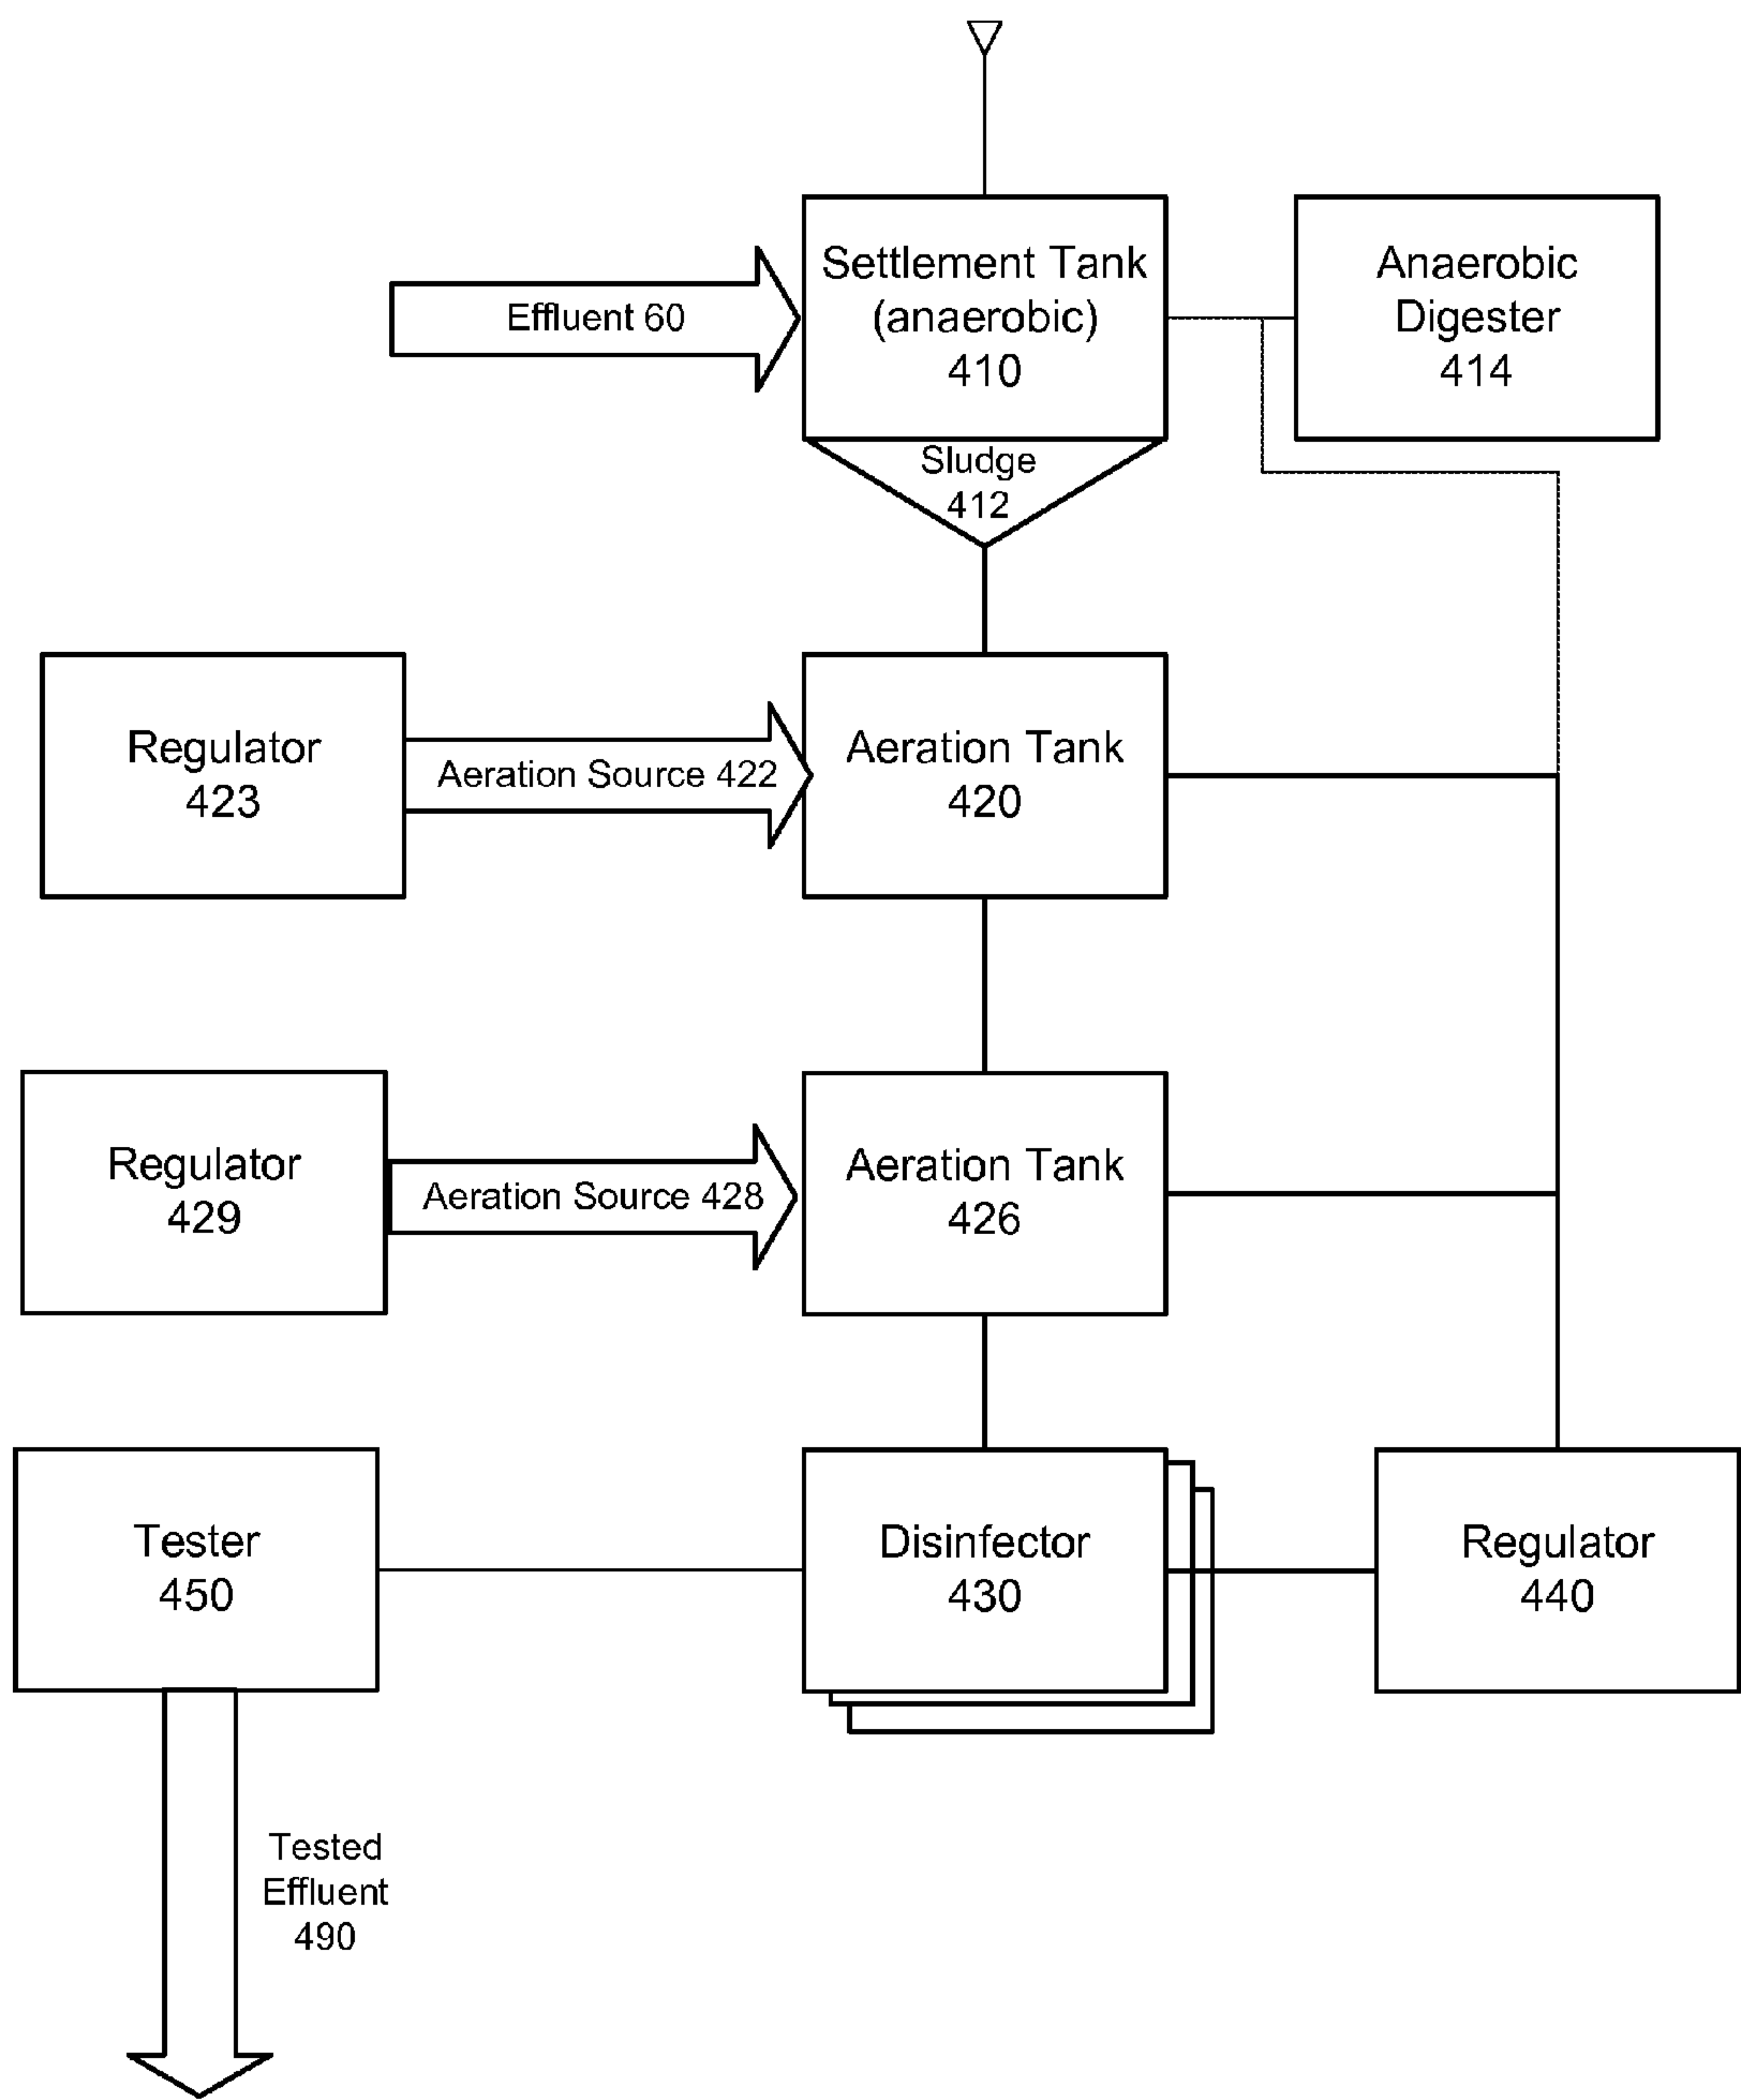 Effluent 60
Settlement Tank
(anaerobic)
410
Anaerobic
Digester
414
Sludge
412
Regulator
423
Aeration Source 422
Aeration Tank
420
Regulator
429
Aeration Source 428
Aeration Tank
426
Tester
450
Disinfector
430
Regulator
440
Tested
Effluent
490